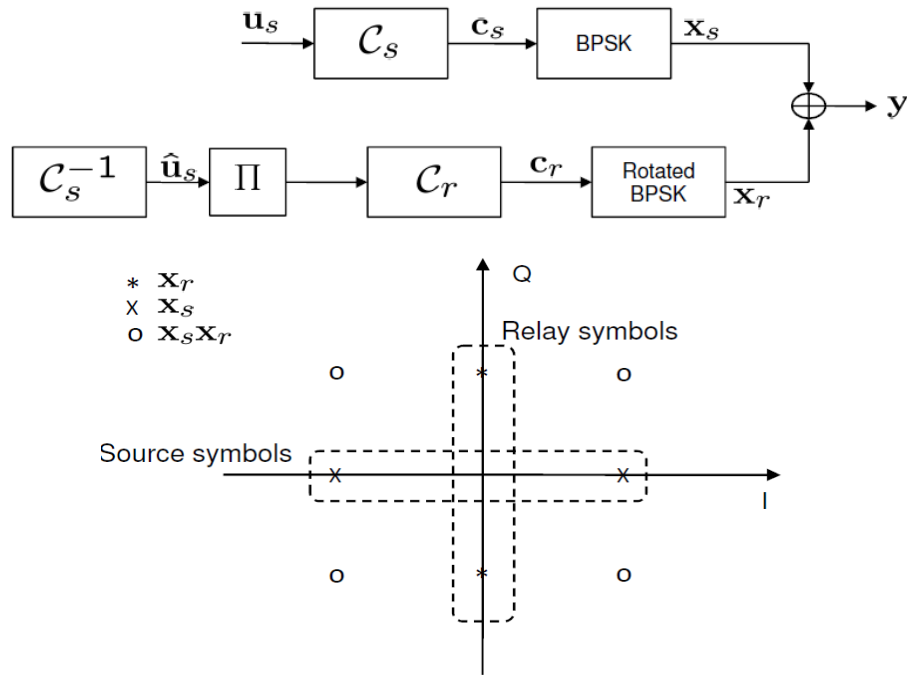 u_s C_s c_s BPSK x_s
y
C_s^{-1} û_s Π C_r c_r Rotated BPSK x_r
* x_r
x x_s
o x_s x_r
Q
Relay symbols
o * o
Source symbols
x x
I
o * o